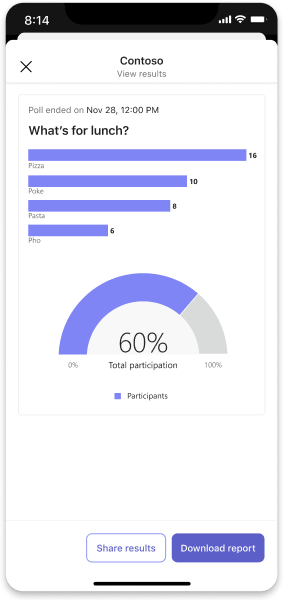 8:14
Contoso
View results
Poll ended on Nov 28, 12:00 PM
What's for lunch?
16
Pizza
10
Poke
8
Pasta
6
Pho
60%
0% Total participation 100%
Participants
Share results Download report